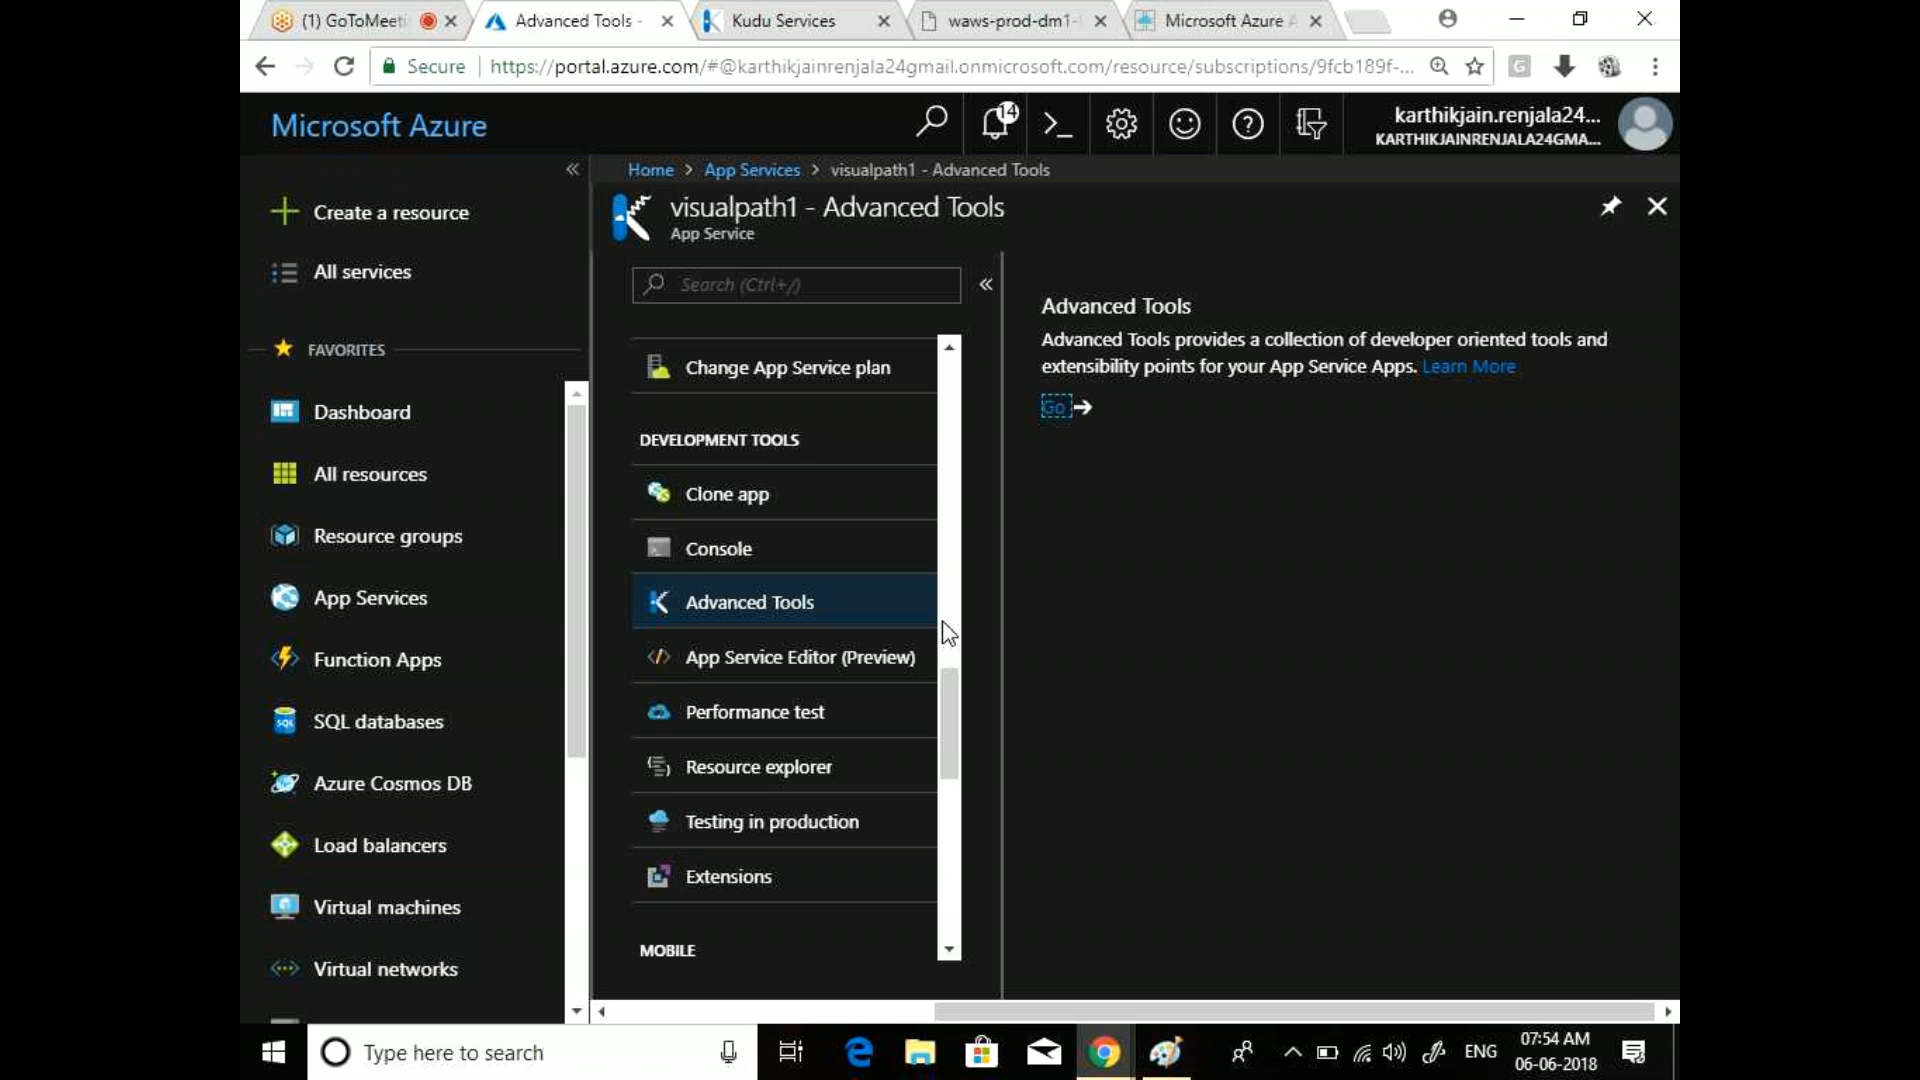 (1) GoToMeeti
Advanced Tools -
Kudu Services
waws-prod-dm1-
Microsoft Azure A
Secure
https://portal.azure.com/#@karthikjainrenjala24gmail.onmicrosoft.com/resource/subscriptions/9fcb189f-...
Microsoft Azure
14
karthikjain.renjala24...
KARTHIKJAINRENJALA24GMA...
Home > App Services > visualpath1 - Advanced Tools
visualpath1 - Advanced Tools
App Service
Create a resource
All services
FAVORITES
Dashboard
All resources
Resource groups
App Services
Function Apps
SQL databases
Azure Cosmos DB
Load balancers
Virtual machines
Virtual networks
Search (Ctrl+/)
Change App Service plan
DEVELOPMENT TOOLS
Clone app
Console
Advanced Tools
App Service Editor (Preview)
Performance test
Resource explorer
Testing in production
Extensions
MOBILE
Advanced Tools
Advanced Tools provides a collection of developer oriented tools and
extensibility points for your App Service Apps. Learn More
Go
Type here to search
ENG
07:54 AM
06-06-2018